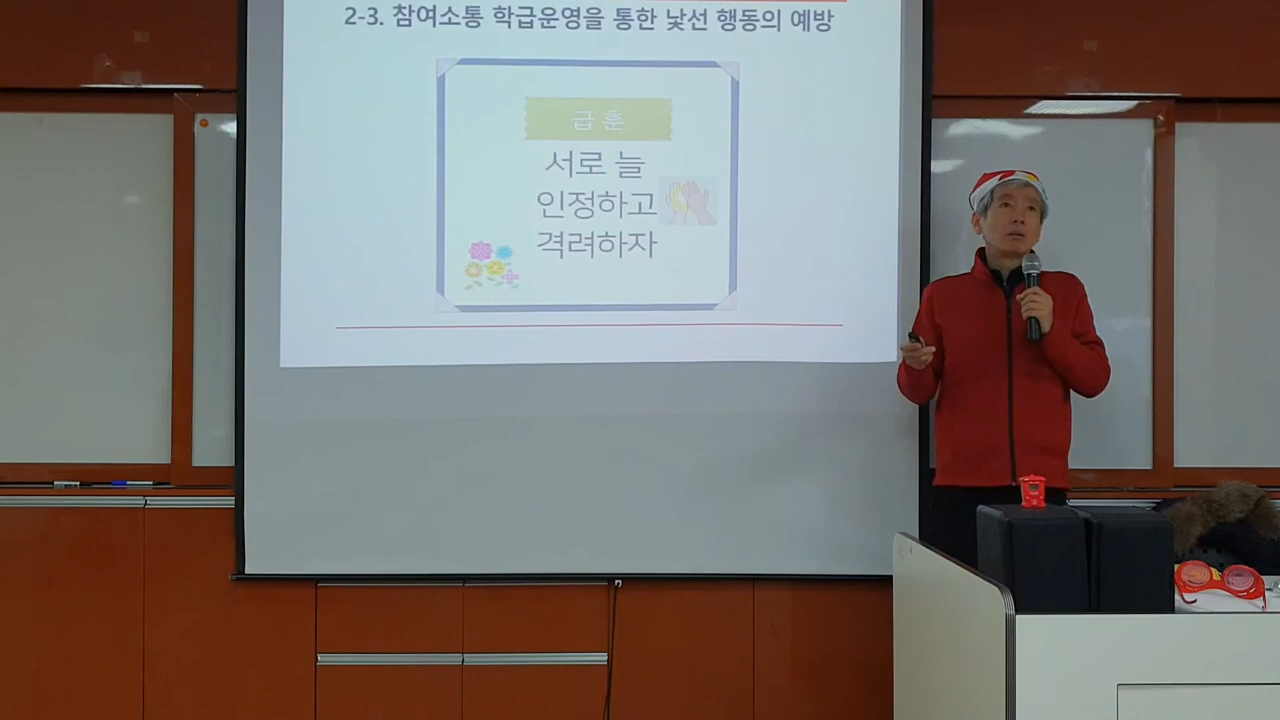 2-3. 참여소통 학급운영을 통한 낯선 행동의 예방
급 훈
서로 늘
인정하고
격려하자